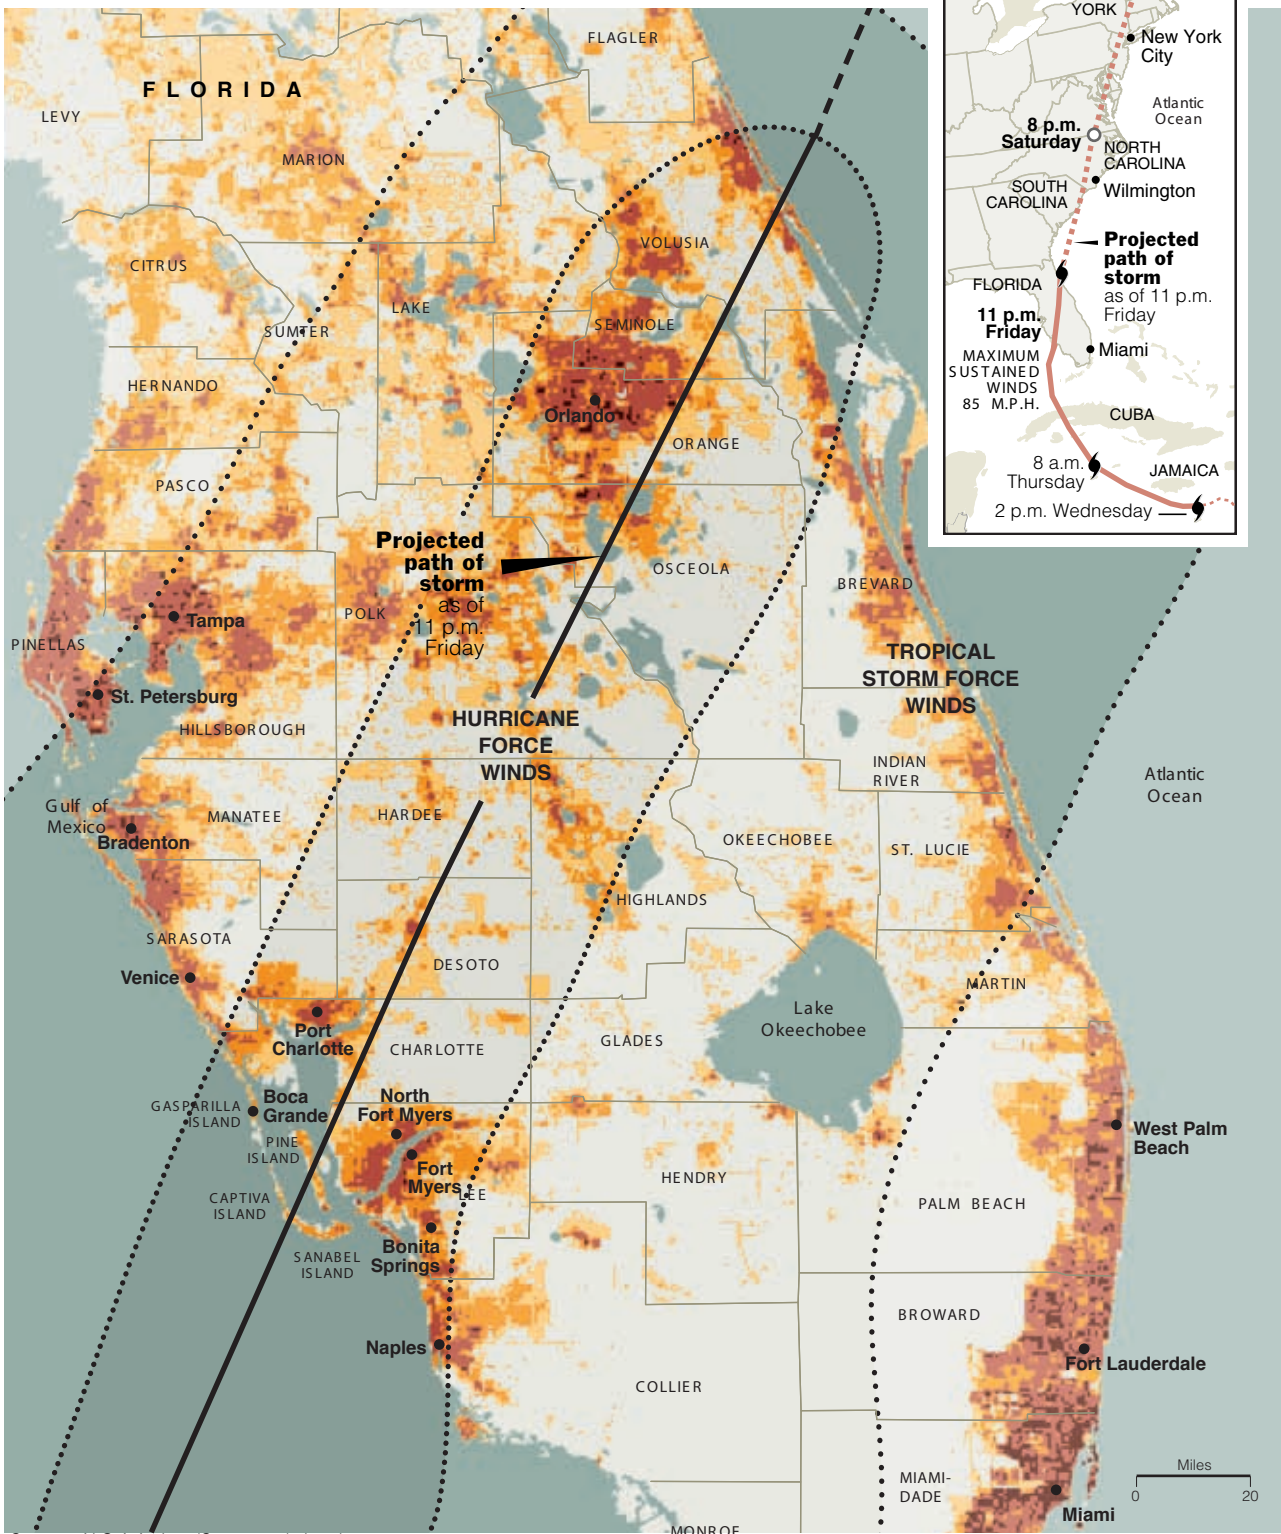 YORK
New York
City
Atlantic
Ocean
8 p.m.
Saturday
NORTH
CAROLINA
SOUTH
CAROLINA
Wilmington
Projected
path of
storm
as of 11 p.m.
Friday
FLORIDA
11 p.m.
Friday
Miami
MAXIMUM
SUSTAINED
WINDS
85 M.P.H.
CUBA
8 a.m.
Thursday
JAMAICA
2 p.m. Wednesday
FLAGLER
FLORIDA
LEVY
MARION
VOLUSIA
CITRUS
LAKE
SUMTER
SEMINOLE
HERNANDO
Orlando
ORANGE
PASCO
Projected
path of
storm
as of
11 p.m.
Friday
OSCEOLA
BREVARD
POLK
Tampa
PINELLAS
TROPICAL
STORM FORCE
WINDS
St. Petersburg
HILLSBOROUGH
HURRICANE
FORCE
WINDS
INDIAN
RIVER
Atlantic
Ocean
Gulf of
Mexico
MANATEE
HARDEE
Bradenton
OKEECHOBEE
ST. LUCIE
HIGHLANDS
SARASOTA
DESOTO
Venice
MARTIN
Lake
Okeechobee
Port
Charlotte
CHARLOTTE
GLADES
GASPARILLA
ISLAND
Boca
Grande
North
Fort Myers
PINE
ISLAND
West Palm
Beach
Fort
Myers
LEE
HENDRY
CAPTIVA
ISLAND
PALM BEACH
SANABEL
ISLAND
Bonita
Springs
BROWARD
Naples
Fort Lauderdale
COLLIER
MIAMI-
DADE
Miles
0 20
Miami
MONROE